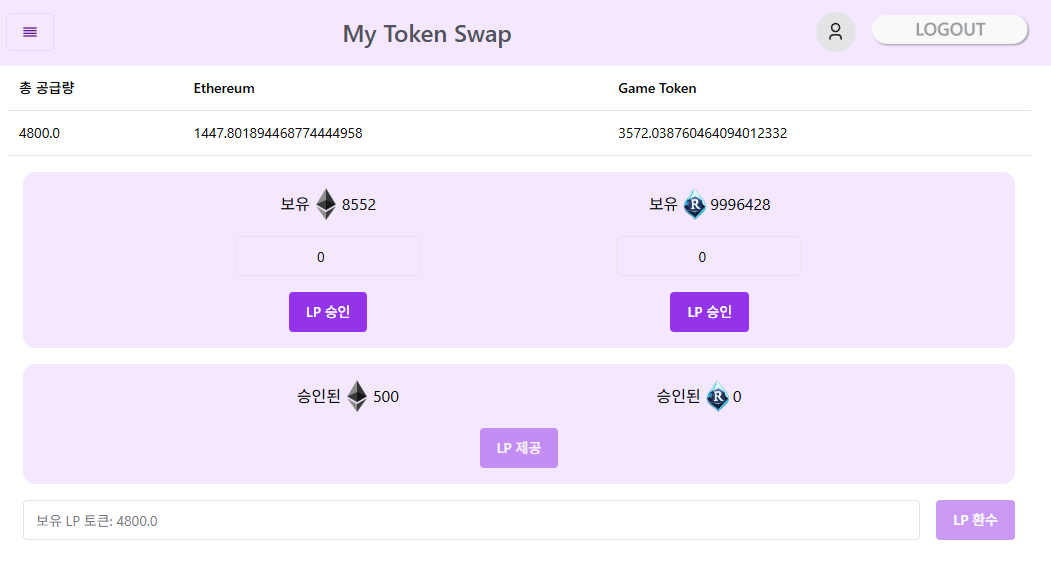 My Token Swap
LOGOUT
총 공급량 Ethereum Game Token
4800.0 1447.801894468774444958 3572.038760464094012332
보유 8552 보유 R 9996428
0 0
LP 승인 LP 승인
승인된 500 승인된 R 0
LP 제공
보유 LP 토큰: 4800.0 LP 환수